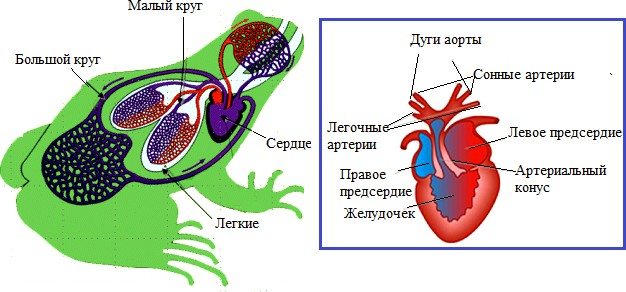 Малый круг
Большой круг
Сердце
Легкие
Дуги аорты
Сонные артерии
Легочные
артерии
Левое предсердие
Правое
предсердие
Артериальный
конус
Желудочек